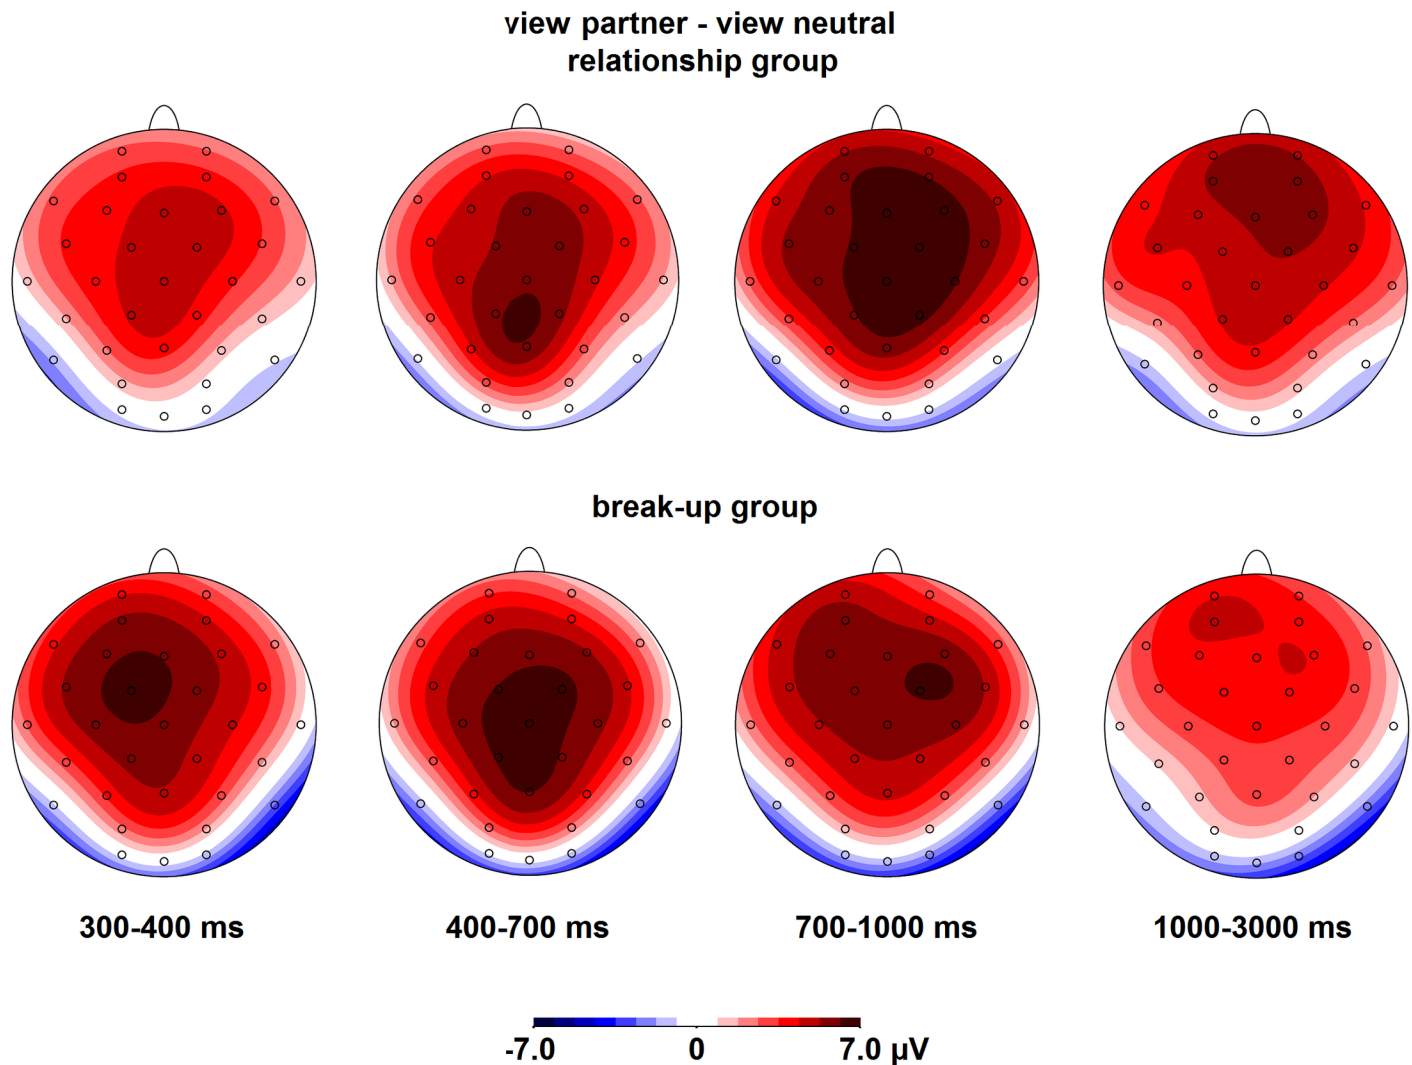 view partner - view neutral
relationship group
break-up group
300-400 ms
400-700 ms
700-1000 ms
1000-3000 ms
-7.0
0
7.0 µV